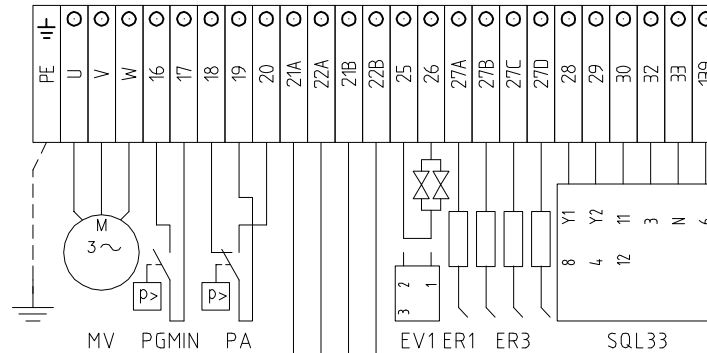 PE U V W 16 17 18 19 20 21A 22A 21B 22B 25 26 27A 27B 27C 27D 28 29 30 32 33 139
Y1 Y2 11 3 N 6
8 4 12
M
3~
2 1
3
P> P>
MV PGMIN PA EV1 ER1 ER3 SQL33